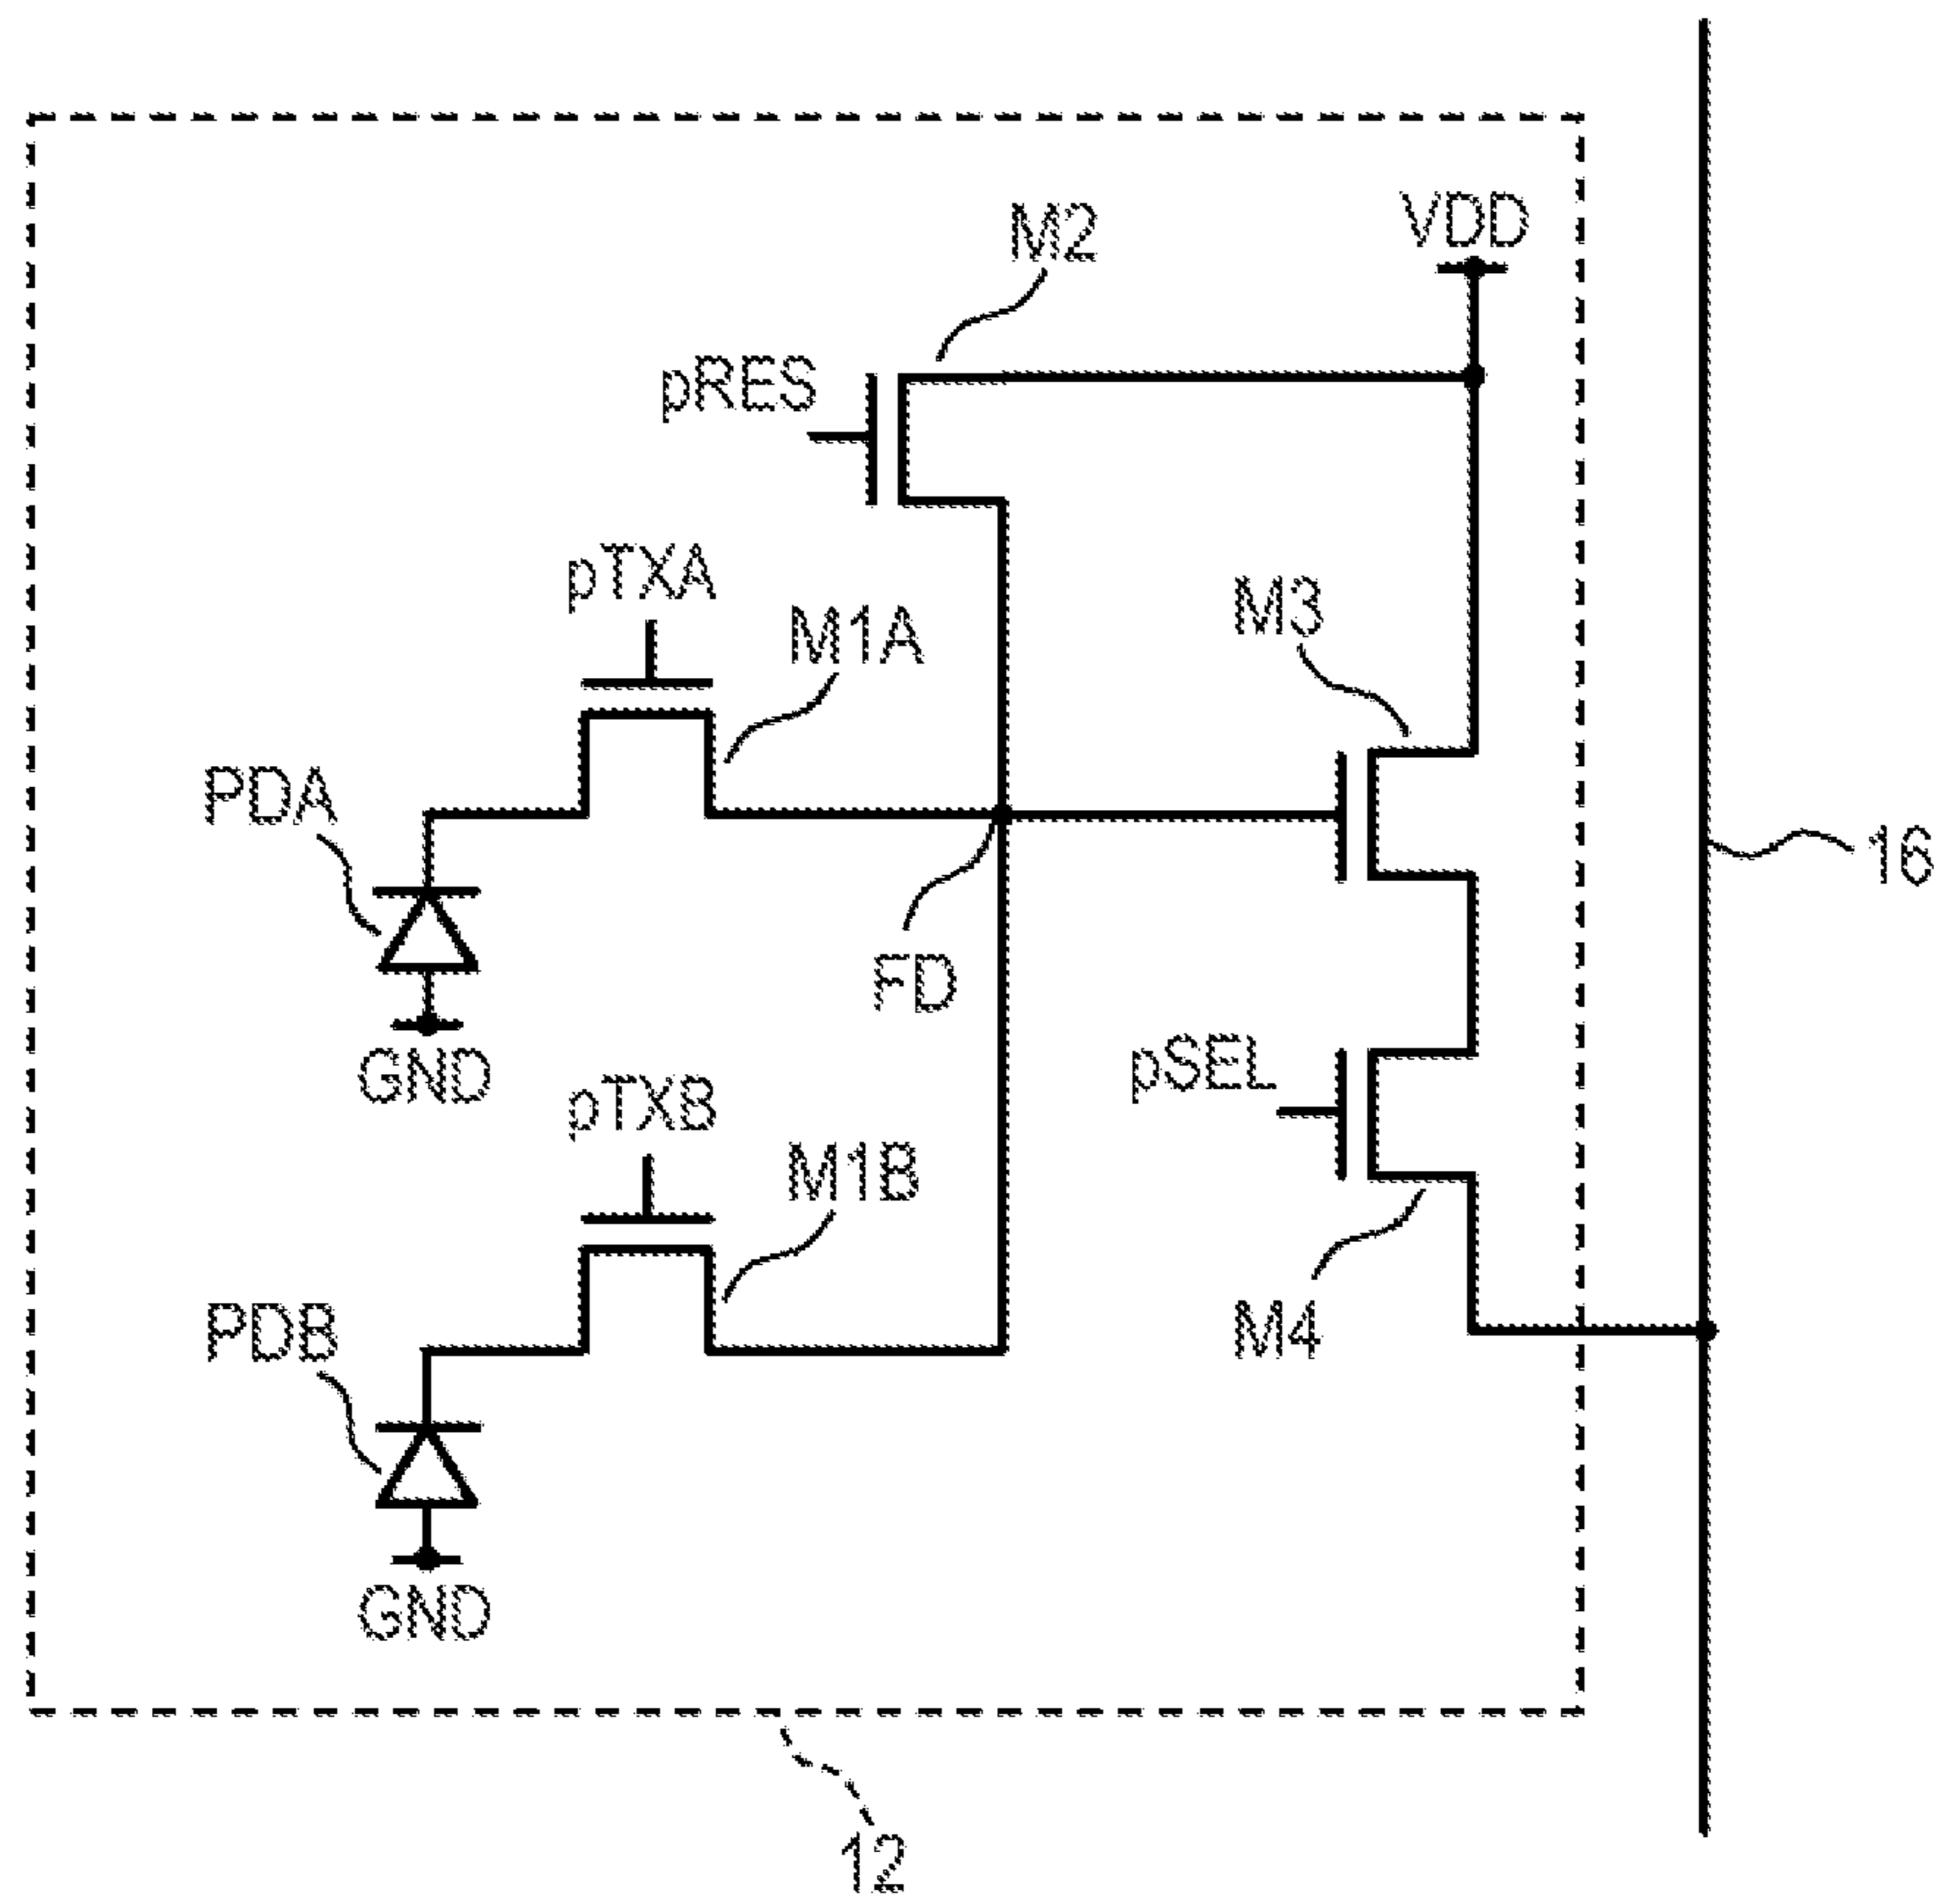 M2
VDD
pRES
pTXA
M1A
M3
PDA
16
FD
GND
pSEL
pTXB
M1B
PDB
M4
GND
12